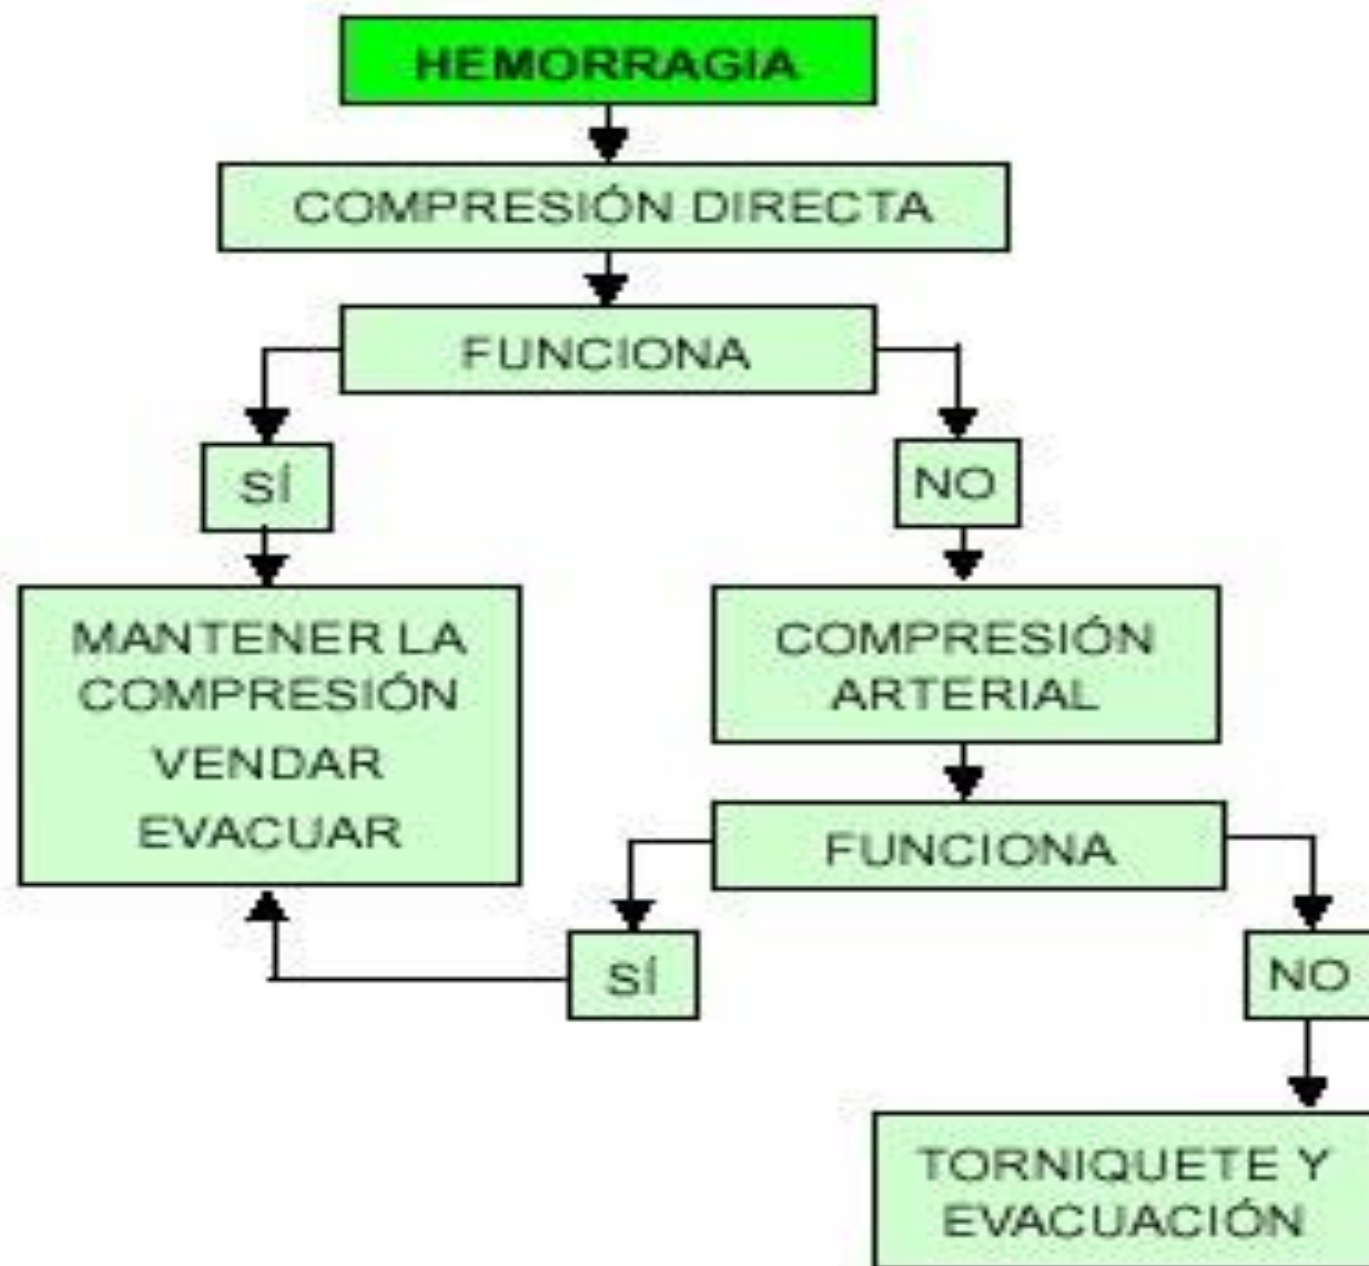 HEMORRAGIA
COMPRESIÓN DIRECTA
FUNCIONA
SÍ
NO
MANTENER LA
COMPRESIÓN
VENDAR
EVACUAR
COMPRESIÓN
ARTERIAL
FUNCIONA
SÍ
NO
TORNIQUETE Y
EVACUACIÓN